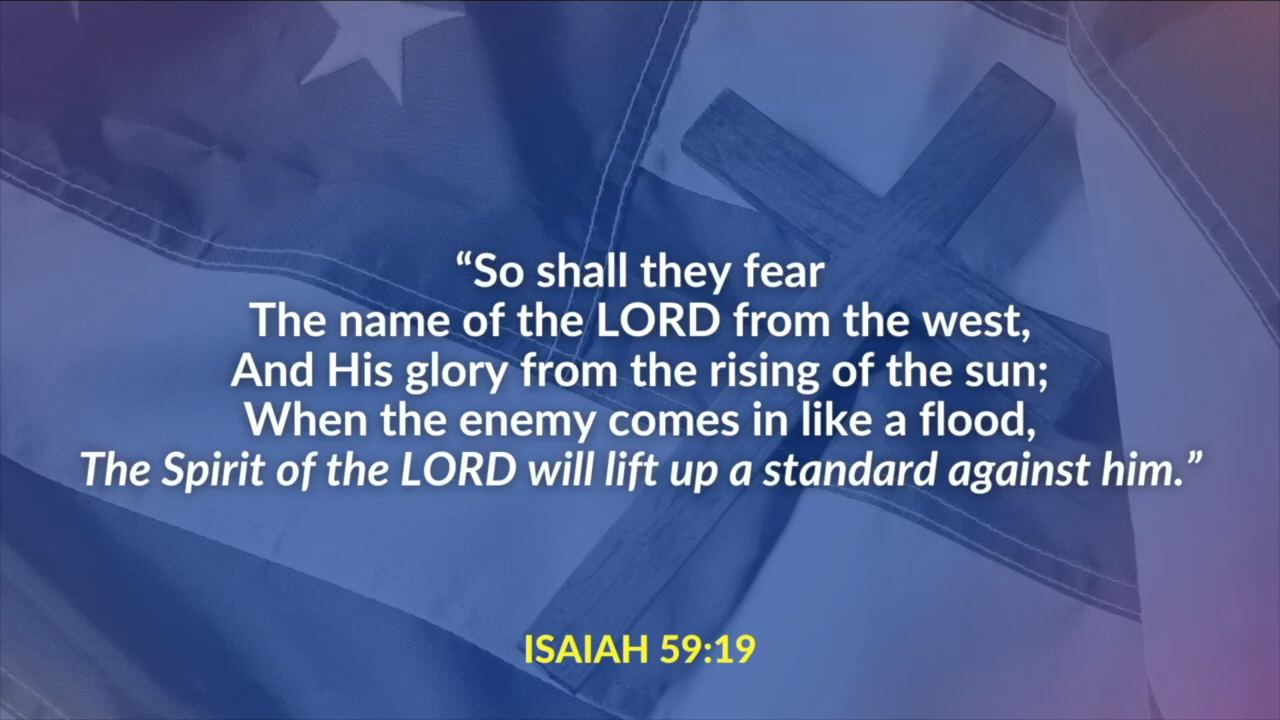 “So shall they fear
The name of the LORD from the west,
And His glory from the rising of the sun;
When the enemy comes in like a flood,
The Spirit of the LORD will lift up a standard against him.”
ISAIAH 59:19